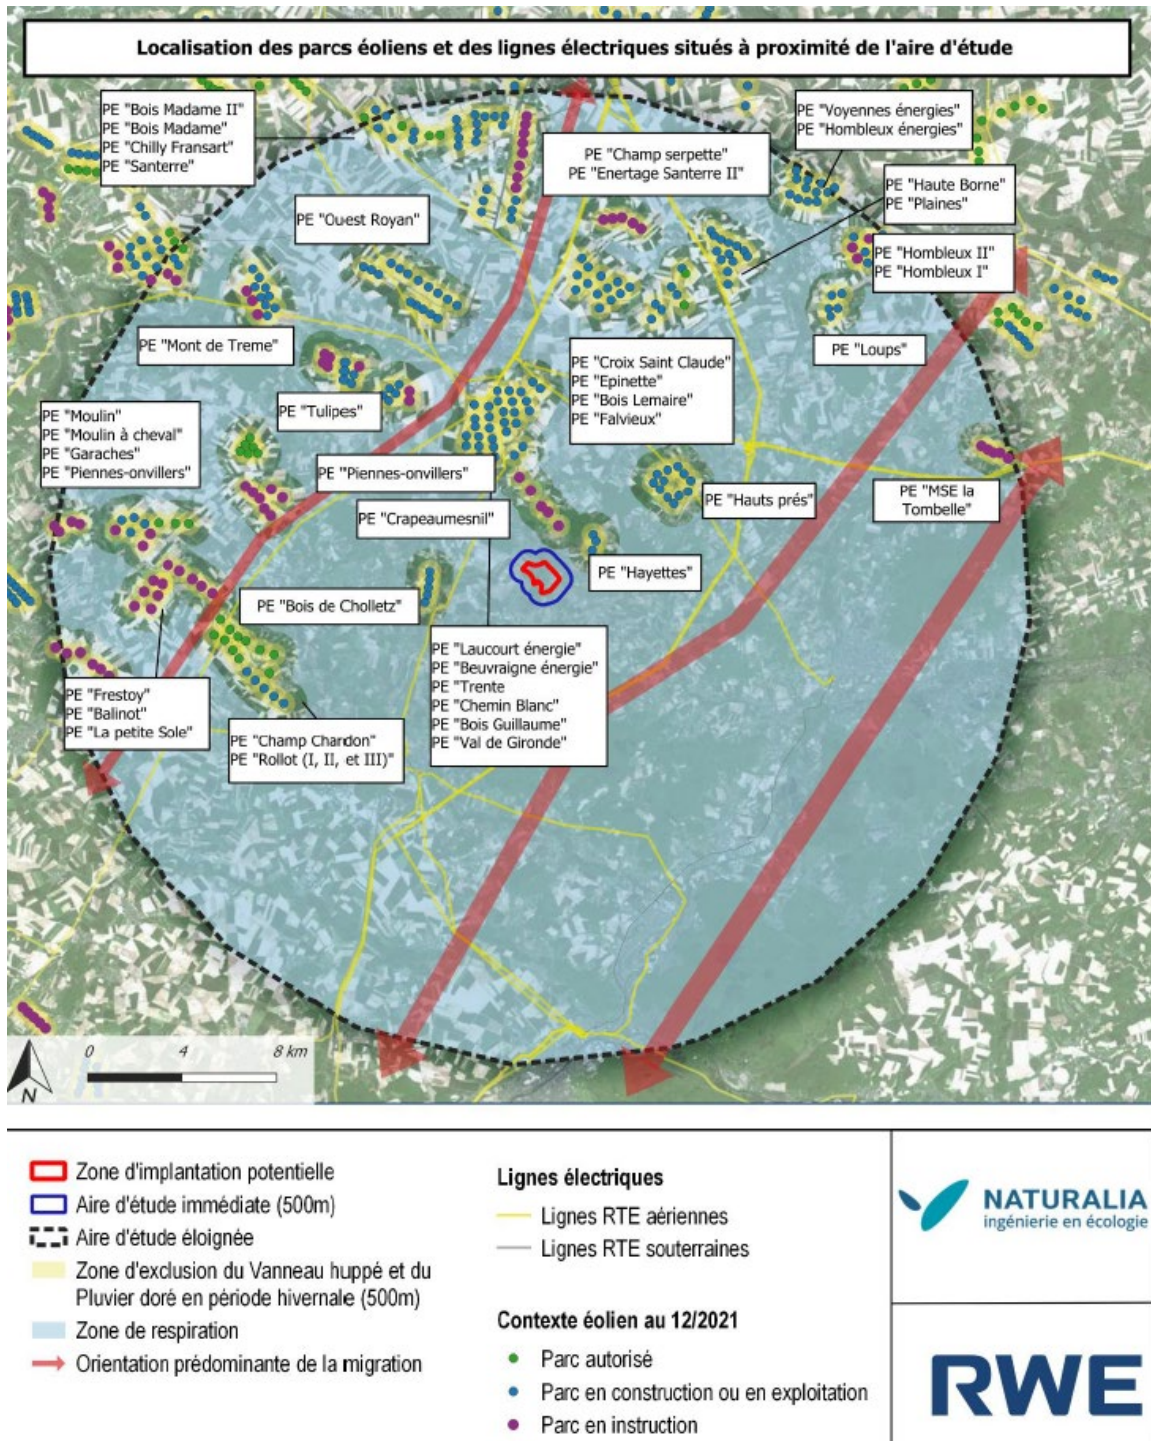 Localisation des parcs éoliens et des lignes électriques situés à proximité de l'aire d'étude
PE "Bois Madame II"
PE "Bois Madame"
PE "Chilly Fransart"
PE "Santerre"
PE "Voyennes énergies"
PE "Hombleux énergies"
PE "Champ serpette"
PE "Enertage Santerre II"
PE "Haute Borne"
PE "Plaines"
PE "Ouest Royan"
PE "Hombleux II"
PE "Hombleux I"
PE "Mont de Treme"
PE "Loups"
PE "Croix Saint Claude"
PE "Epinette"
PE "Bois Lemaire"
PE "Falvieux"
PE "Tulipes"
PE "Moulin"
PE "Moulin à cheval"
PE "Garaches"
PE "Piennes-onvillers"
PE "Piennes-onvillers"
PE "Hauts prés"
PE "MSE la
Tombelle"
PE "Crapeaumesnil"
PE "Hayettes"
PE "Bois de Cholletz"
PE "Laucourt énergie"
PE "Beuvraigne énergie"
PE "Trente
PE "Chemin Blanc"
PE "Bois Guillaume"
PE "Val de Gironde"
PE "Frestoy"
PE "Balinot"
PE "La petite Sole"
PE "Champ Chardon"
PE "Rollot (I, II, et III)"
0 4 8 km
N
Zone d'implantation potentielle
Aire d'étude immédiate (500m)
Aire d'étude éloignée
Zone d'exclusion du Vanneau huppé et du
Pluvier doré en période hivernale (500m)
Zone de respiration
Orientation prédominante de la migration
Lignes électriques
Lignes RTE aériennes
Lignes RTE souterraines
Contexte éolien au 12/2021
Parc autorisé
Parc en construction ou en exploitation
Parc en instruction
NATURALIA
ingénierie en écologie
RWE